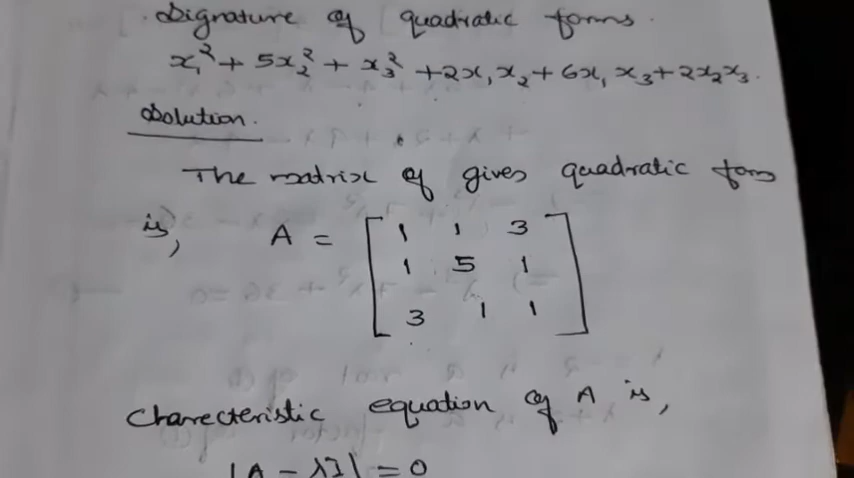 Signature of quadratic forms.
x₁² + 5x₂² + x₃² + 2x₁x₂ + 6x₁x₃ + 2x₂x₃.
Solution.
The matrix of given quadratic form
is, A = [ 1 1 3
1 5 1
3 1 1 ]
Charecteristic equation of A is,
|A - λI| = 0